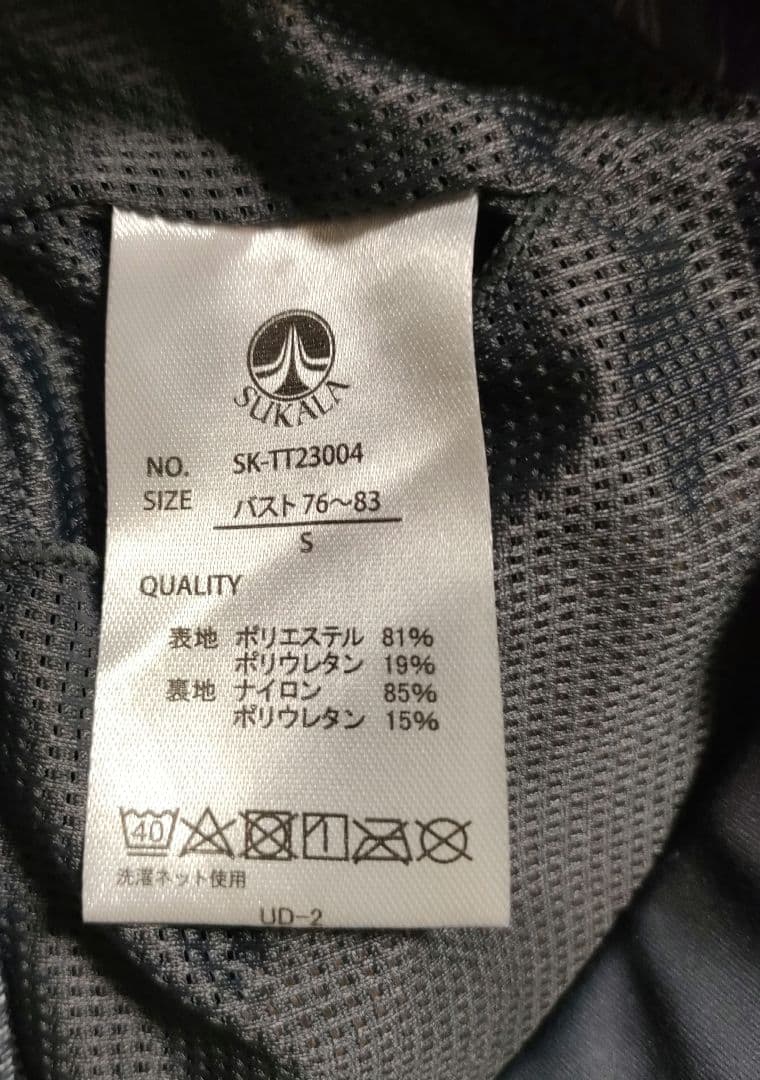 SUKALA
NO. SK-TT23004
SIZE バスト76〜83
S
QUALITY
表地 ポリエステル 81%
ポリウレタン 19%
裏地 ナイロン 85%
ポリウレタン 15%
40
洗濯ネット使用
UD-2